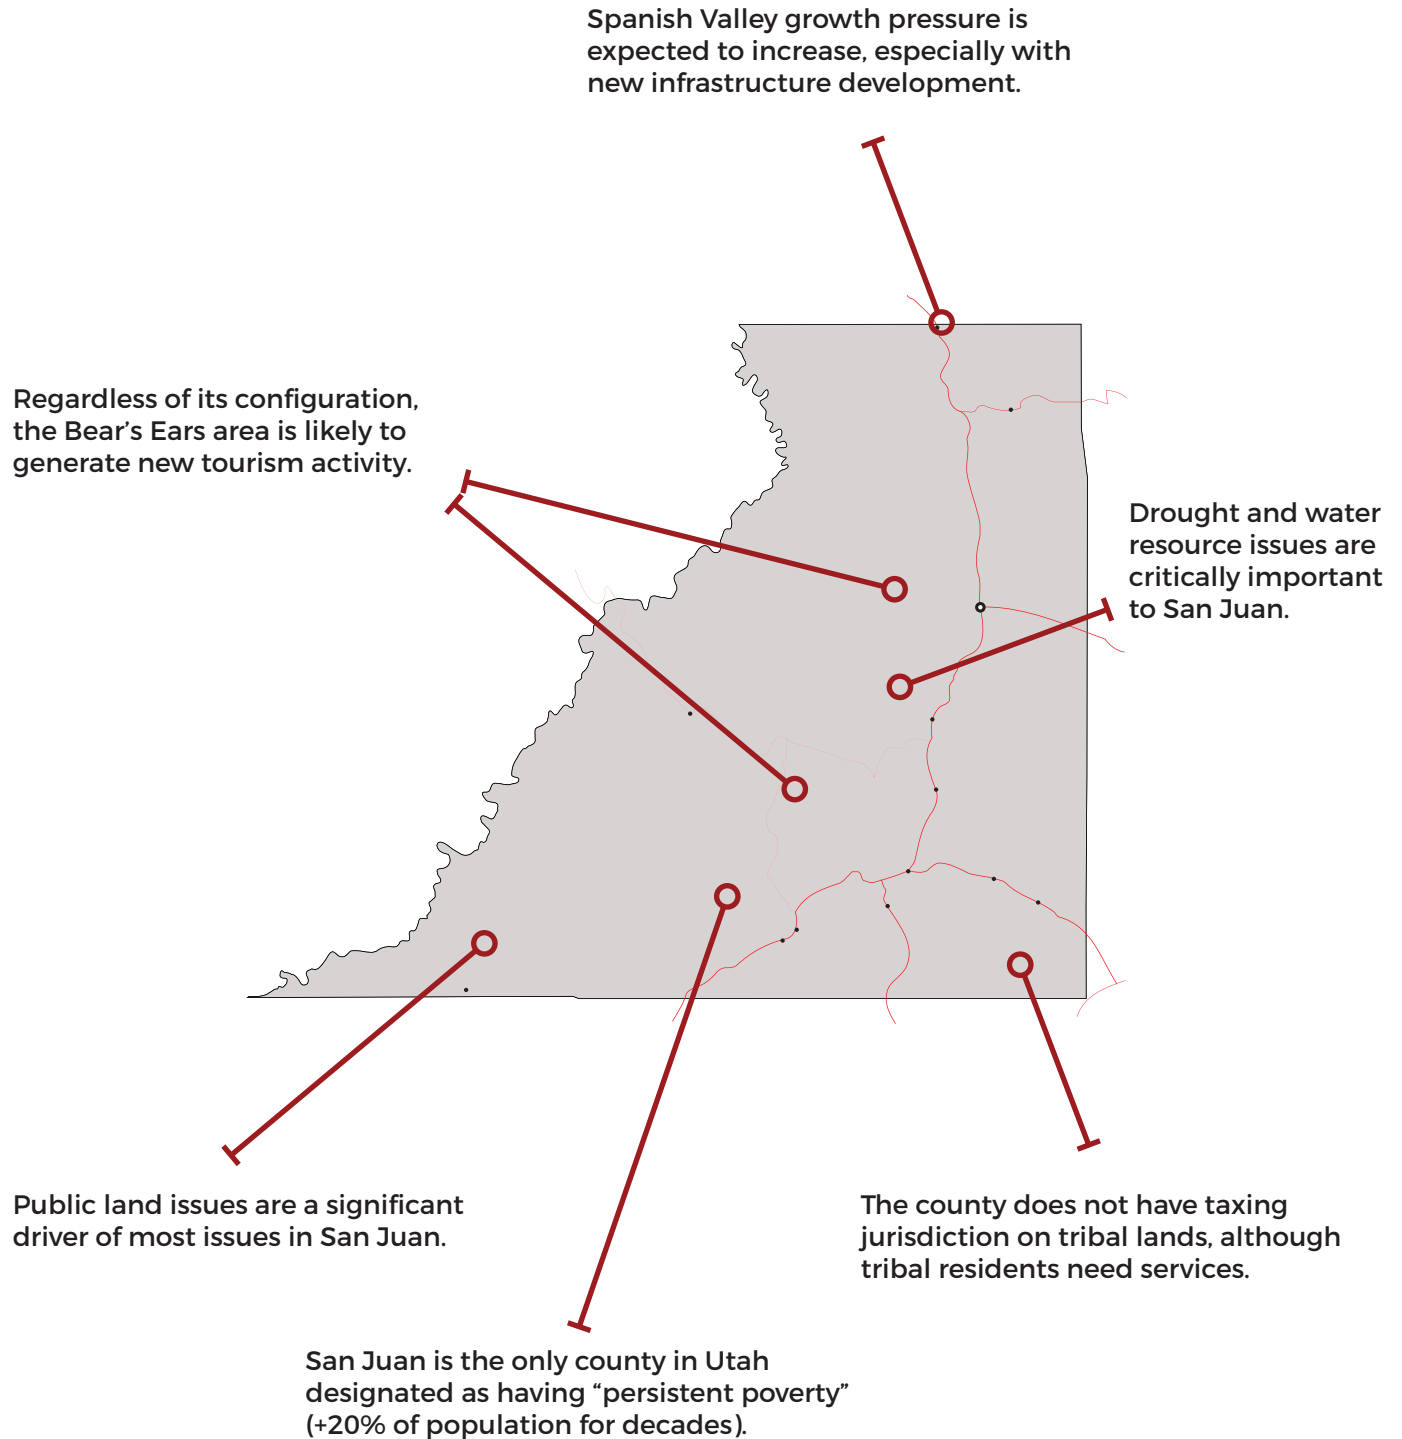 Spanish Valley growth pressure is
expected to increase, especially with
new infrastructure development.
Regardless of its configuration,
the Bear’s Ears area is likely to
generate new tourism activity.
Drought and water
resource issues are
critically important
to San Juan.
Public land issues are a significant
driver of most issues in San Juan.
The county does not have taxing
jurisdiction on tribal lands, although
tribal residents need services.
San Juan is the only county in Utah
designated as having “persistent poverty”
(+20% of population for decades).